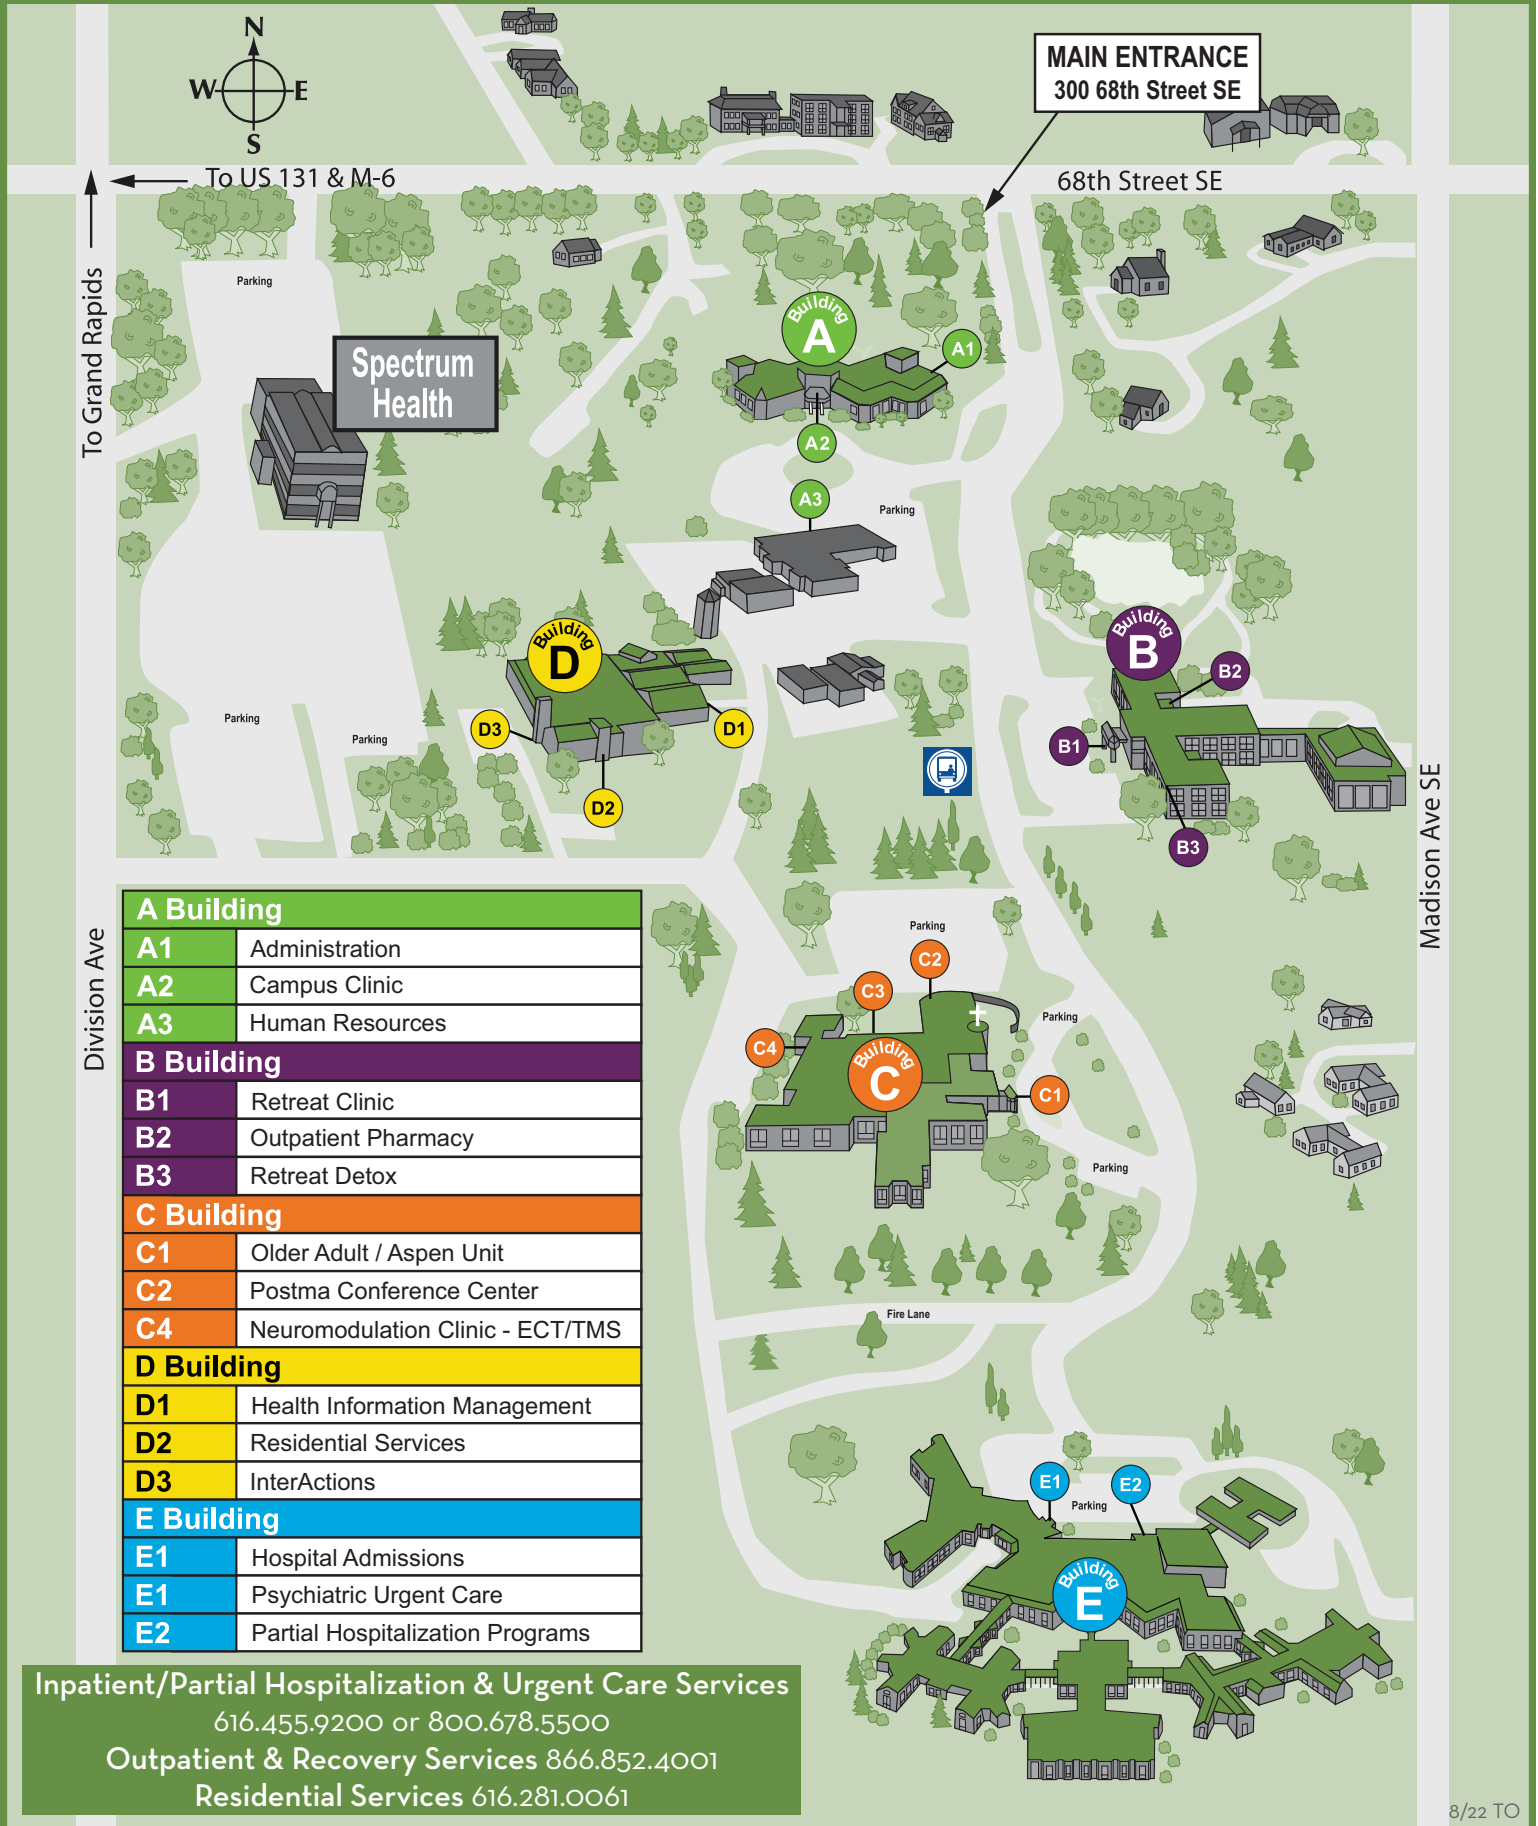 N
W E
S
MAIN ENTRANCE
300 68th Street SE
To US 131 & M-6
68th Street SE
To Grand Rapids
Parking
Spectrum
Health
Building
A
A1
A2
A3
Parking
Building
B
B2
B1
B3
Building
D
D3
D1
D2
Parking
Parking
Madison Ave SE
Division Ave
Parking
C2
C3
C4
Building
C
Parking
C1
Parking
Fire Lane
E1
E2
Parking
Building
E
A Building
A1 Administration
A2 Campus Clinic
A3 Human Resources
B Building
B1 Retreat Clinic
B2 Outpatient Pharmacy
B3 Retreat Detox
C Building
C1 Older Adult / Aspen Unit
C2 Postma Conference Center
C4 Neuromodulation Clinic - ECT/TMS
D Building
D1 Health Information Management
D2 Residential Services
D3 InterActions
E Building
E1 Hospital Admissions
E1 Psychiatric Urgent Care
E2 Partial Hospitalization Programs
Inpatient/Partial Hospitalization & Urgent Care Services
616.455.9200 or 800.678.5500
Outpatient & Recovery Services 866.852.4001
Residential Services 616.281.0061
8/22 TO